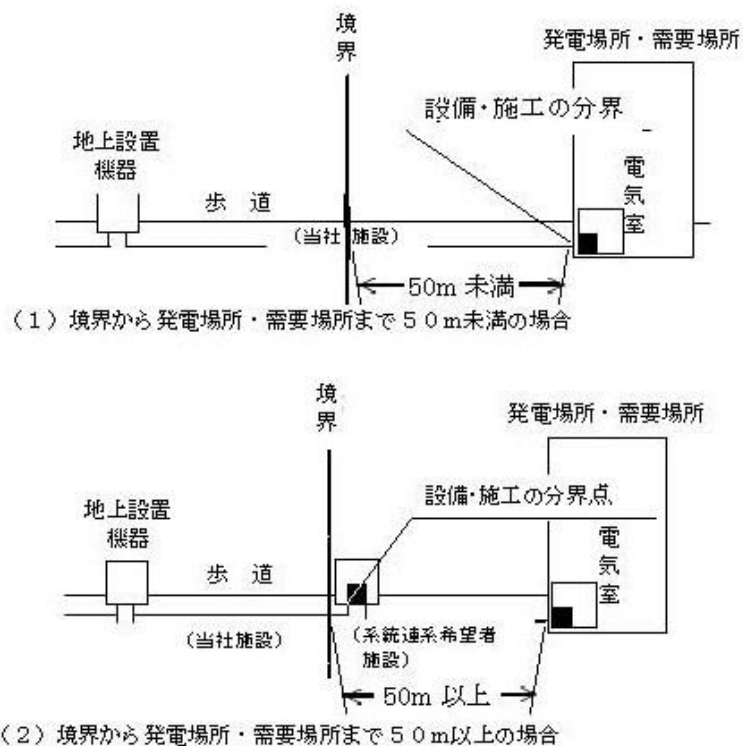 境
界
発電場所・需要場所
設備・施工の分界
地上設置
機器
電
気
室
歩 道
(当社施設)
50m 未満
(1)境界から発電場所・需要場所まで50m未満の場合
境
界
発電場所・需要場所
設備・施工の分界点
地上設置
機器
電
気
室
歩 道
(当社施設)
(系統連系希望者
施設)
50m 以上
(2)境界から発電場所・需要場所まで50m以上の場合